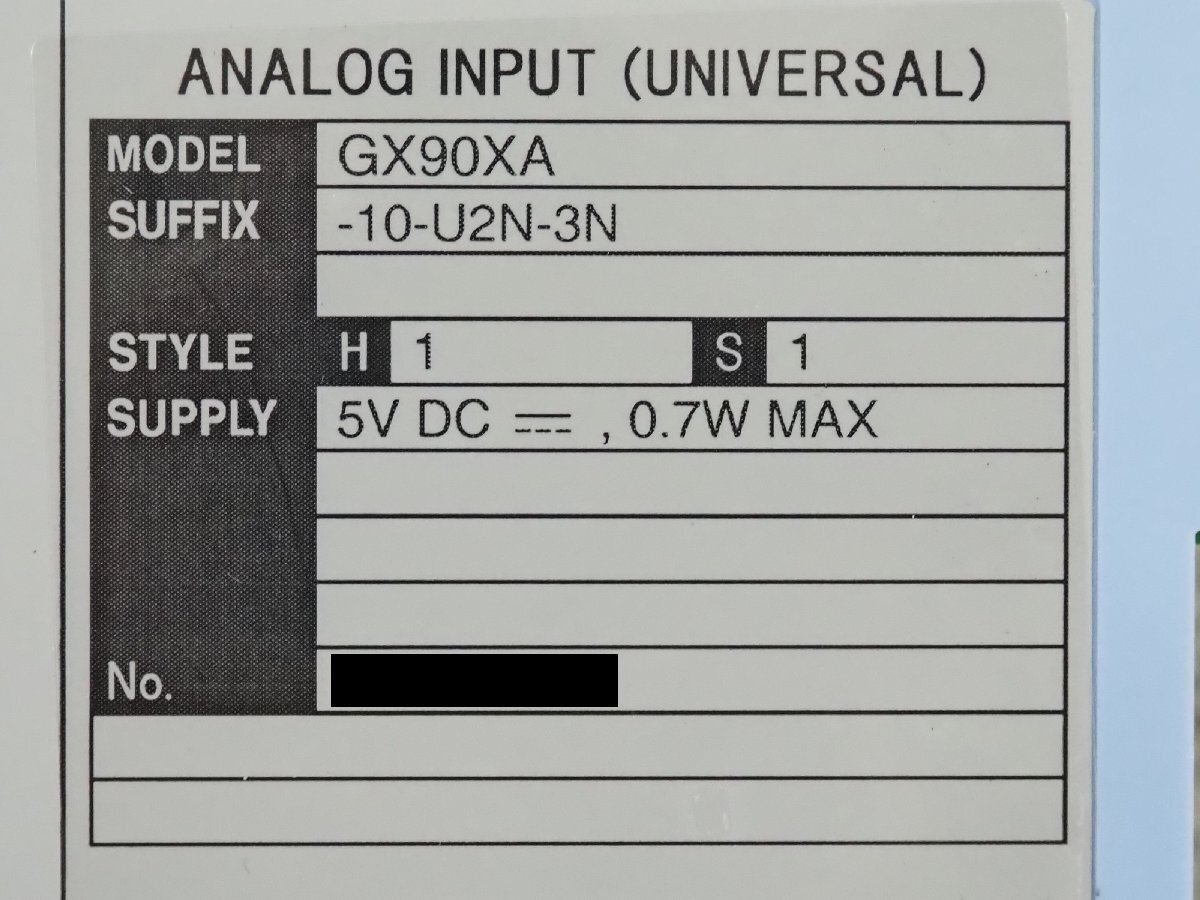 ANALOG INPUT (UNIVERSAL)
MODEL GX90XA
SUFFIX -10-U2N-3N
STYLE H 1 S 1
SUPPLY 5V DC ⎓ , 0.7W MAX
No.